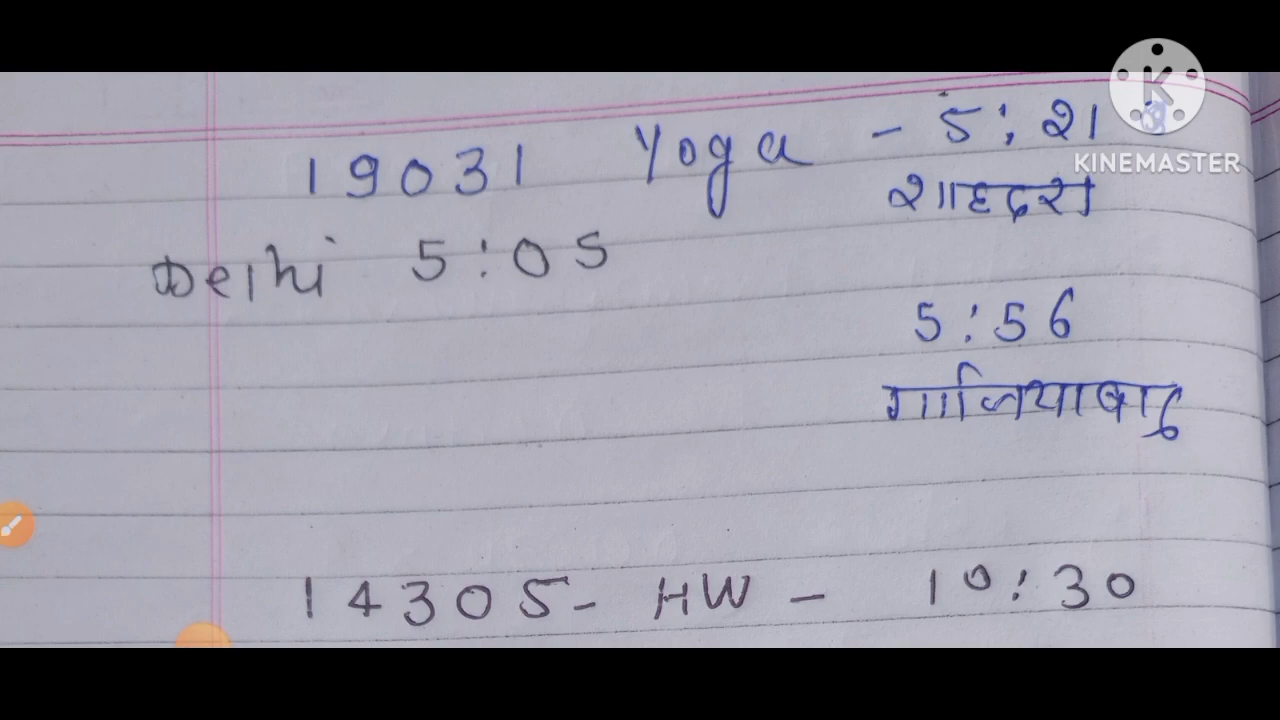 19031 Yoga - 5:21
KINEMASTER
शाहदरा
Delhi 5:05
5:56
गाजियाबाद
14305- HW - 10:30